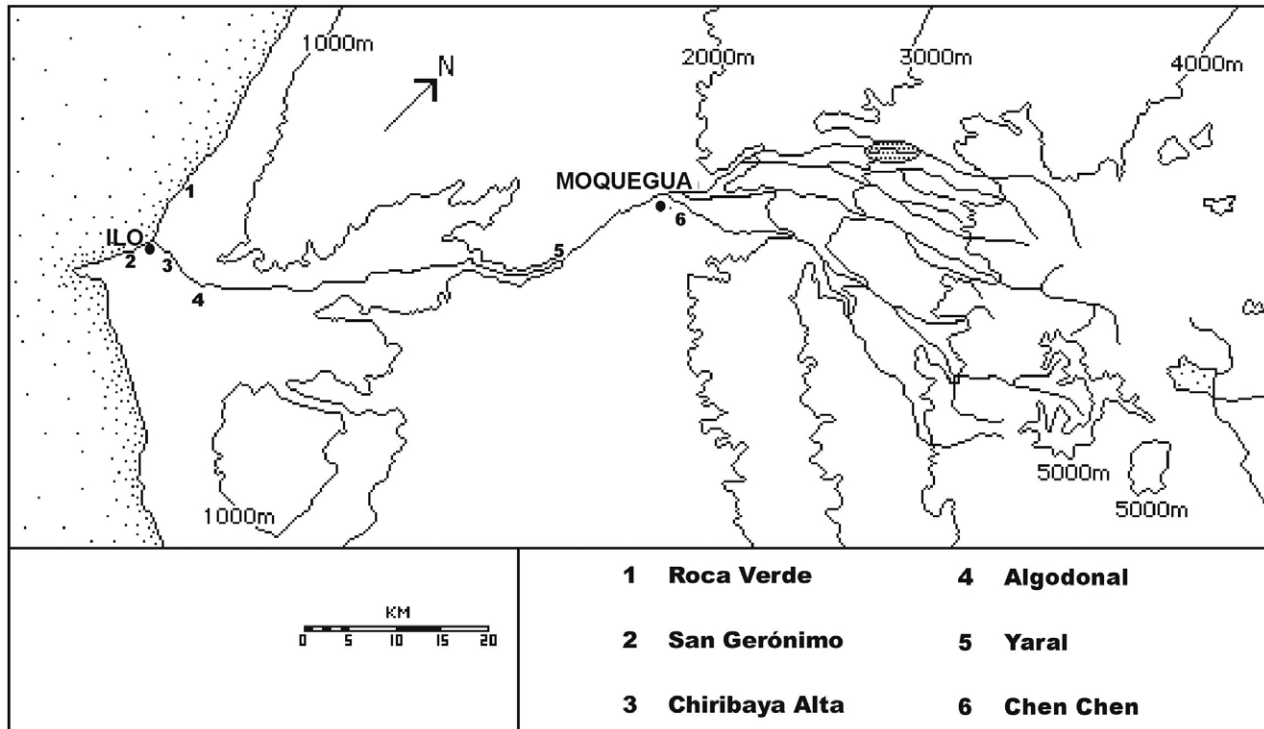 1000m
2000m
3000m
4000m
N
MOQUEGUA
1
6
ILO
2
3
5
4
1000m
5000m
5000m
KM
0 5 10 15 20
1 Roca Verde
2 San Gerónimo
3 Chiribaya Alta
4 Algodonal
5 Yaral
6 Chen Chen